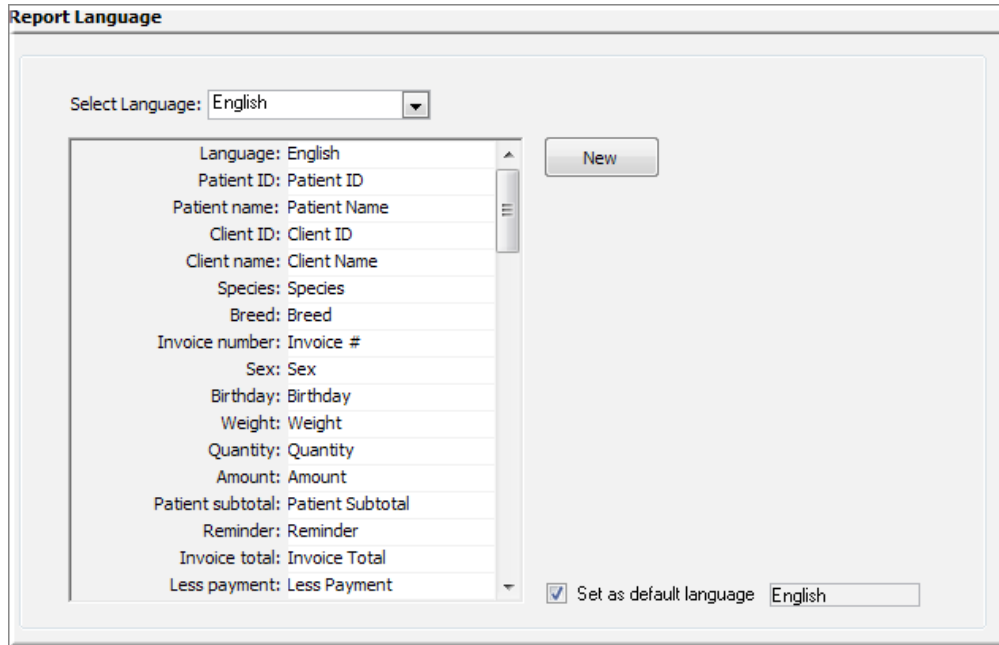 Report Language
Select Language: English
Language: English
New
Patient ID: Patient ID
Patient name: Patient Name
Client ID: Client ID
Client name: Client Name
Species: Species
Breed: Breed
Invoice number: Invoice #
Sex: Sex
Birthday: Birthday
Weight: Weight
Quantity: Quantity
Amount: Amount
Patient subtotal: Patient Subtotal
Reminder: Reminder
Invoice total: Invoice Total
Less payment: Less Payment
Set as default language English